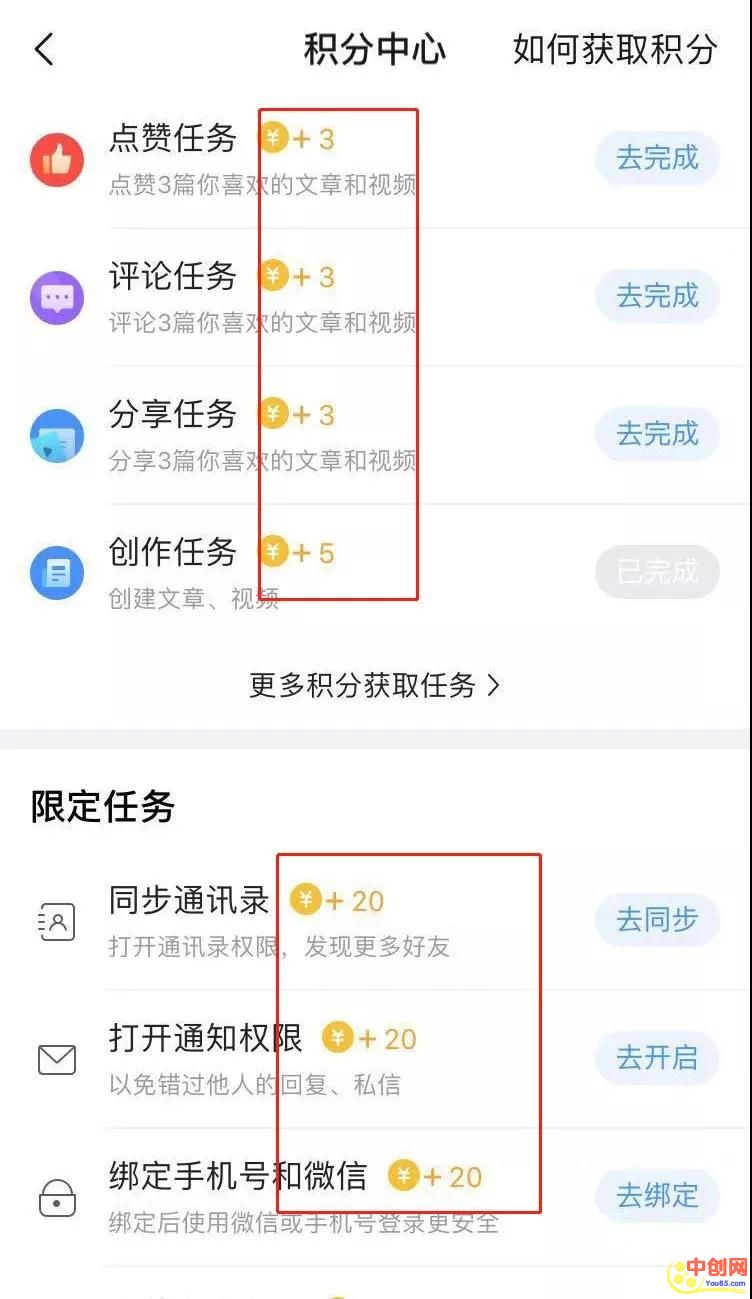 积分中心 如何获取积分
点赞任务 ¥ + 3
点赞3篇你喜欢的文章和视频
去完成
评论任务 ¥ + 3
评论3篇你喜欢的文章和视频
去完成
分享任务 ¥ + 3
分享3篇你喜欢的文章和视频
去完成
创作任务 ¥ + 5
创建文章、视频
已完成
更多积分获取任务 >
限定任务
同步通讯录 ¥ + 20
打开通讯录权限，发现更多好友
去同步
打开通知权限 ¥ + 20
以免错过他人的回复、私信
去开启
绑定手机号和微信 ¥ + 20
绑定后使用微信或手机号登录更安全
去绑定
中创网
You85.com